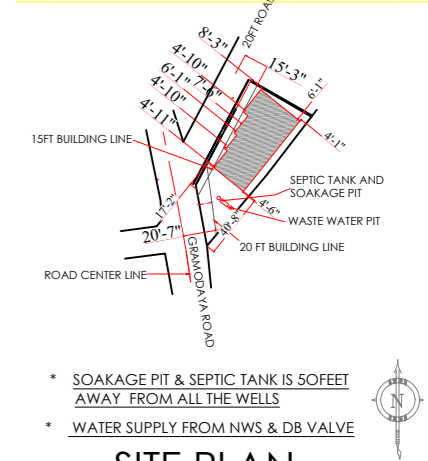 20FT ROAD
8'-3"
4'-10"
6'-1"
7'-6"
4'-10"
4'-11"
15'-3"
6'-1"
4'-1"
15FT BUILDING LINE
SEPTIC TANK AND
SOAKAGE PIT
4'-6"
WASTE WATER PIT
17'-2"
40'-8"
20'-7"
20 FT BUILDING LINE
GRAMODAYA ROAD
ROAD CENTER LINE
* SOAKAGE PIT & SEPTIC TANK IS 50FEET
AWAY FROM ALL THE WELLS
N
* WATER SUPPLY FROM NWS & DB VALVE
SITE PLAN